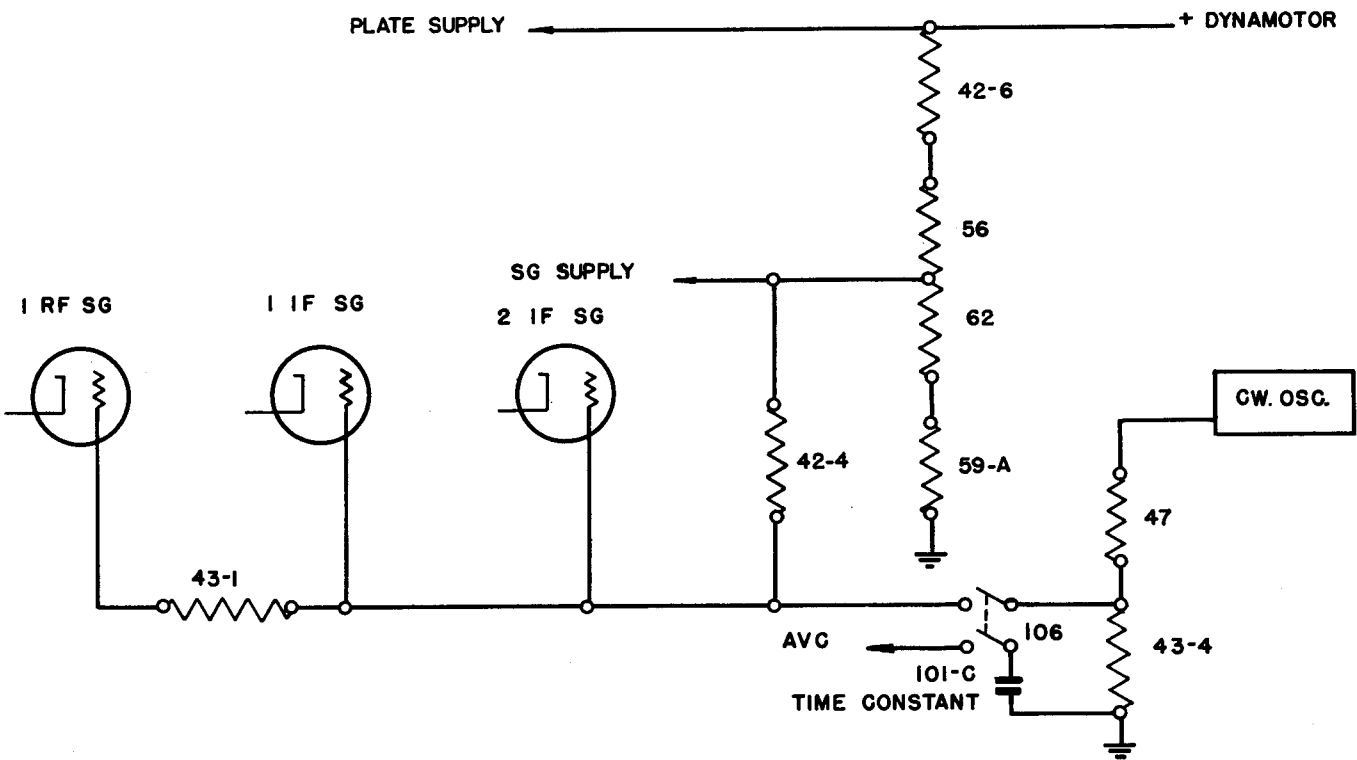 PLATE SUPPLY
+ DYNAMOTOR
42-6
56
SG SUPPLY
1 RF SG
1 IF SG
2 IF SG
62
CW. OSC.
42-4
59-A
47
43-1
106
AVC
43-4
101-C
TIME CONSTANT